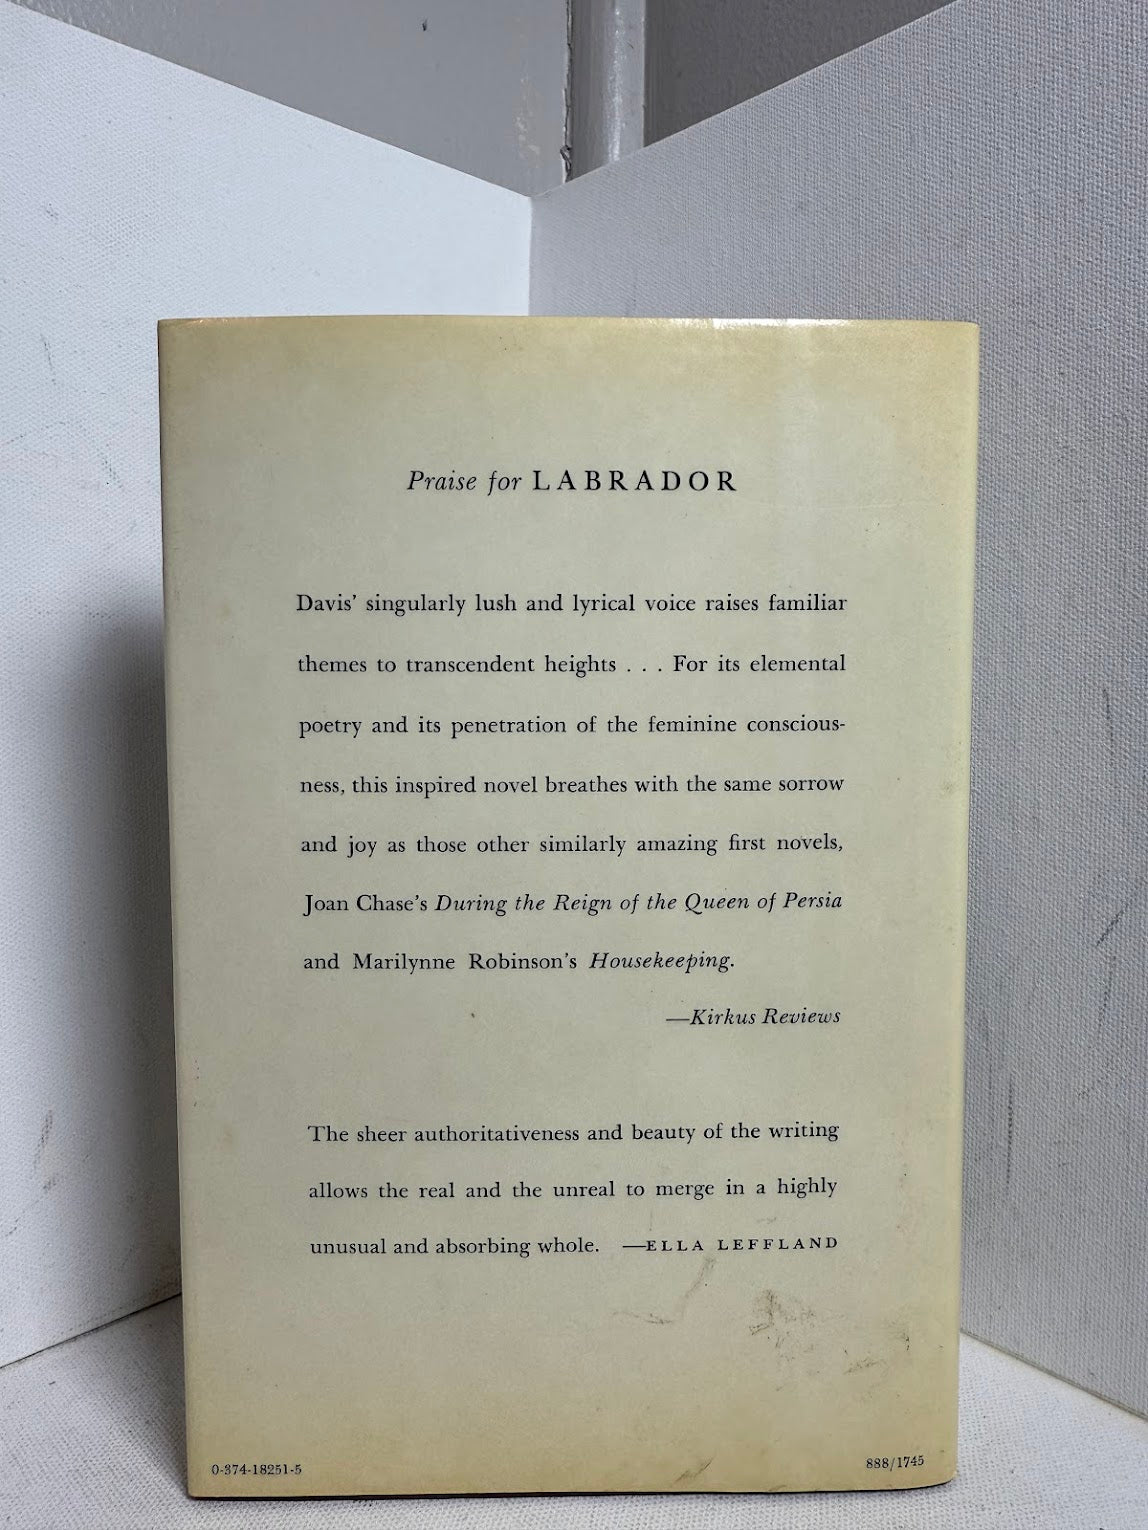 Praise for LABRADOR
Davis' singularly lush and lyrical voice raises familiar
themes to transcendent heights . . . For its elemental
poetry and its penetration of the feminine conscious-
ness, this inspired novel breathes with the same sorrow
and joy as those other similarly amazing first novels,
Joan Chase's During the Reign of the Queen of Persia
and Marilynne Robinson's Housekeeping.
—Kirkus Reviews
The sheer authoritativeness and beauty of the writing
allows the real and the unreal to merge in a highly
unusual and absorbing whole. —ELLA LEFFLAND
0-374-18251-5
888/1745